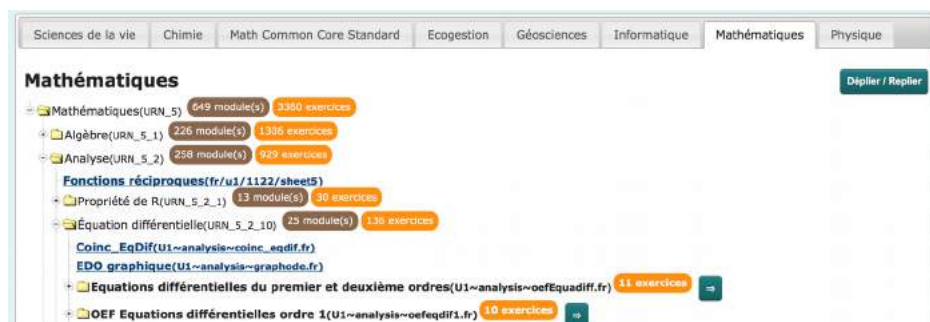 Sciences de la vie Chimie Math Common Core Standard Ecogestion Géosciences Informatique Mathématiques Physique
Mathématiques Déplier / Replier
Mathématiques(URN_5) 649 module(s) 3360 exercices
Algèbre(URN_5_1) 226 module(s) 1386 exercices
Analyse(URN_5_2) 258 module(s) 929 exercices
Fonctions réciproques(fr/u1/1122/sheet5)
Propriété de R(URN_5_2_1) 13 module(s) 30 exercices
Équation différentielle(URN_5_2_10) 25 module(s) 136 exercices
Coinc_EqDif(U1~analysis~coinc_eqdif.fr)
EDO graphique(U1~analysis~graphode.fr)
Equations différentielles du premier et deuxième ordres(U1~analysis~oefEquadiff.fr) 11 exercices ⇒
OEF Equations différentielles ordre 1(U1~analysis~oefeqdif1.fr) 10 exercices ⇒